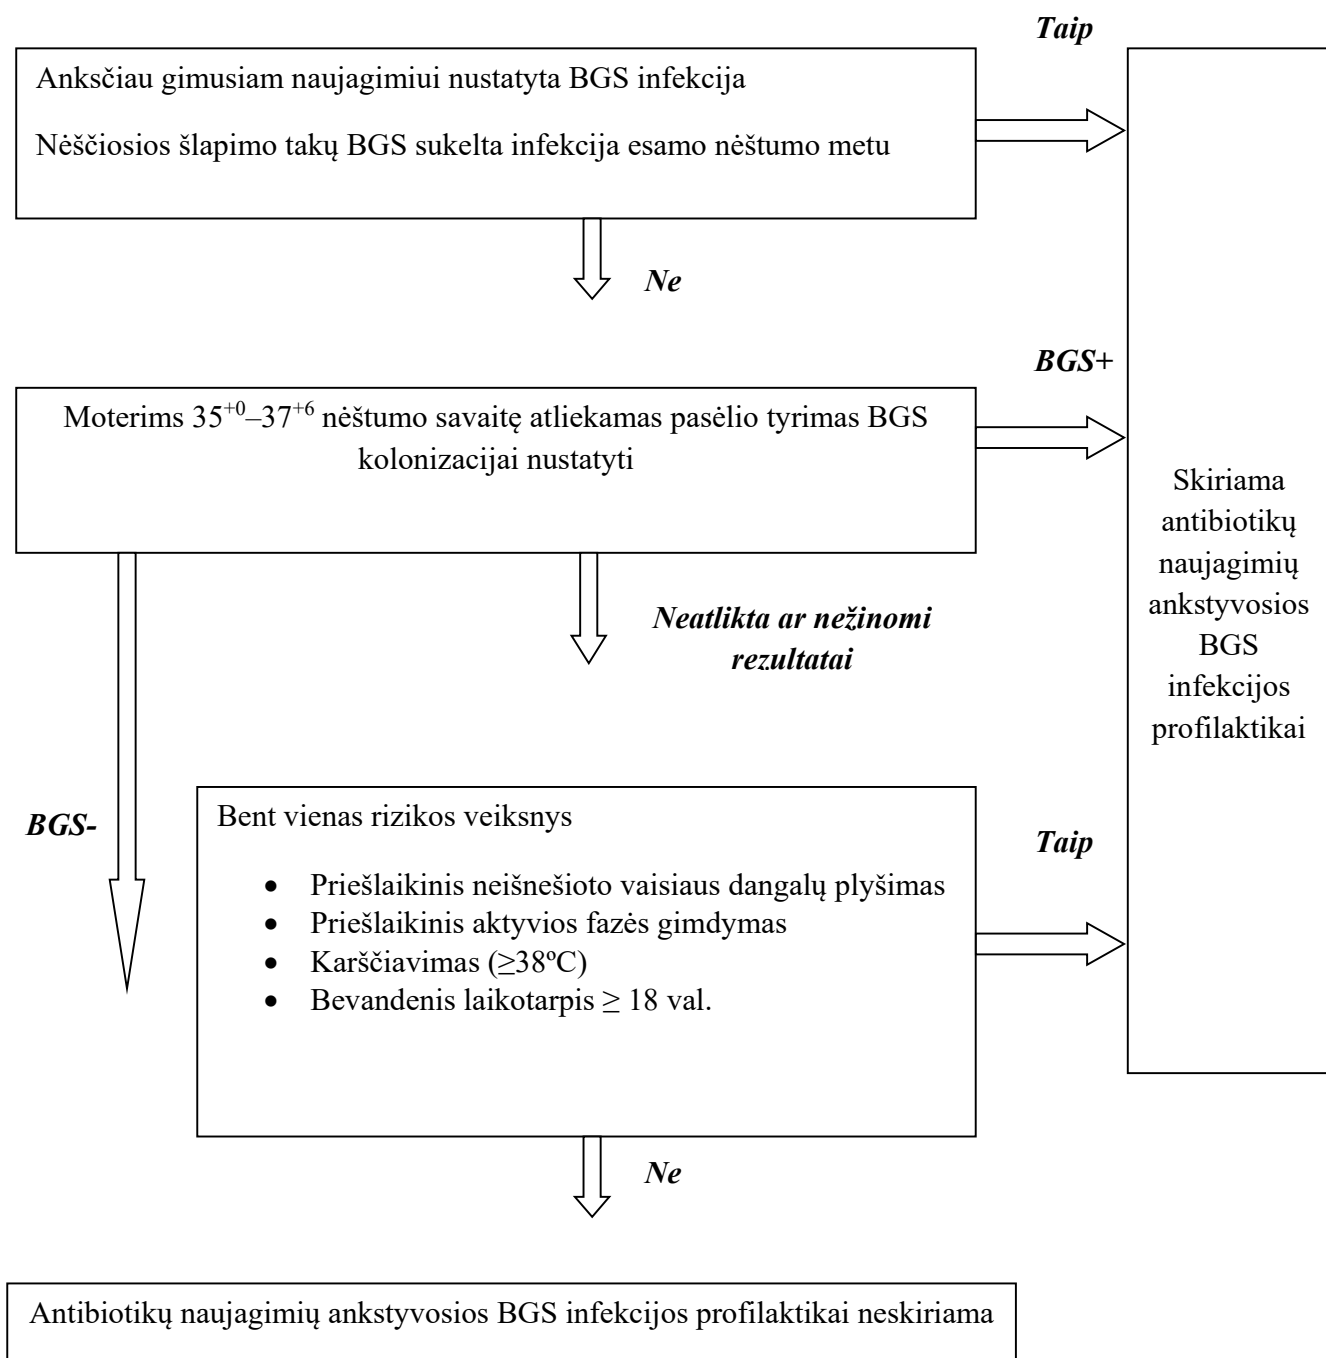 Taip
Anksčiau gimusiam naujagimiui nustatyta BGS infekcija
Nėščiosios šlapimo takų BGS sukelta infekcija esamo nėštumo metu
Ne
BGS+
Moterims 35⁺⁰–37⁺⁶ nėštumo savaitę atliekamas pasėlio tyrimas BGS
kolonizacijai nustatyti
Skiriama
antibiotikų
naujagimių
ankstyvosios
BGS
infekcijos
profilaktikai
Neatlikta ar nežinomi
rezultatai
BGS-
Bent vienas rizikos veiksnys
• Priešlaikinis neišnešioto vaisiaus dangalų plyšimas
• Priešlaikinis aktyvios fazės gimdymas
• Karščiavimas (≥38ºC)
• Bevandenis laikotarpis ≥ 18 val.
Taip
Ne
Antibiotikų naujagimių ankstyvosios BGS infekcijos profilaktikai neskiriama